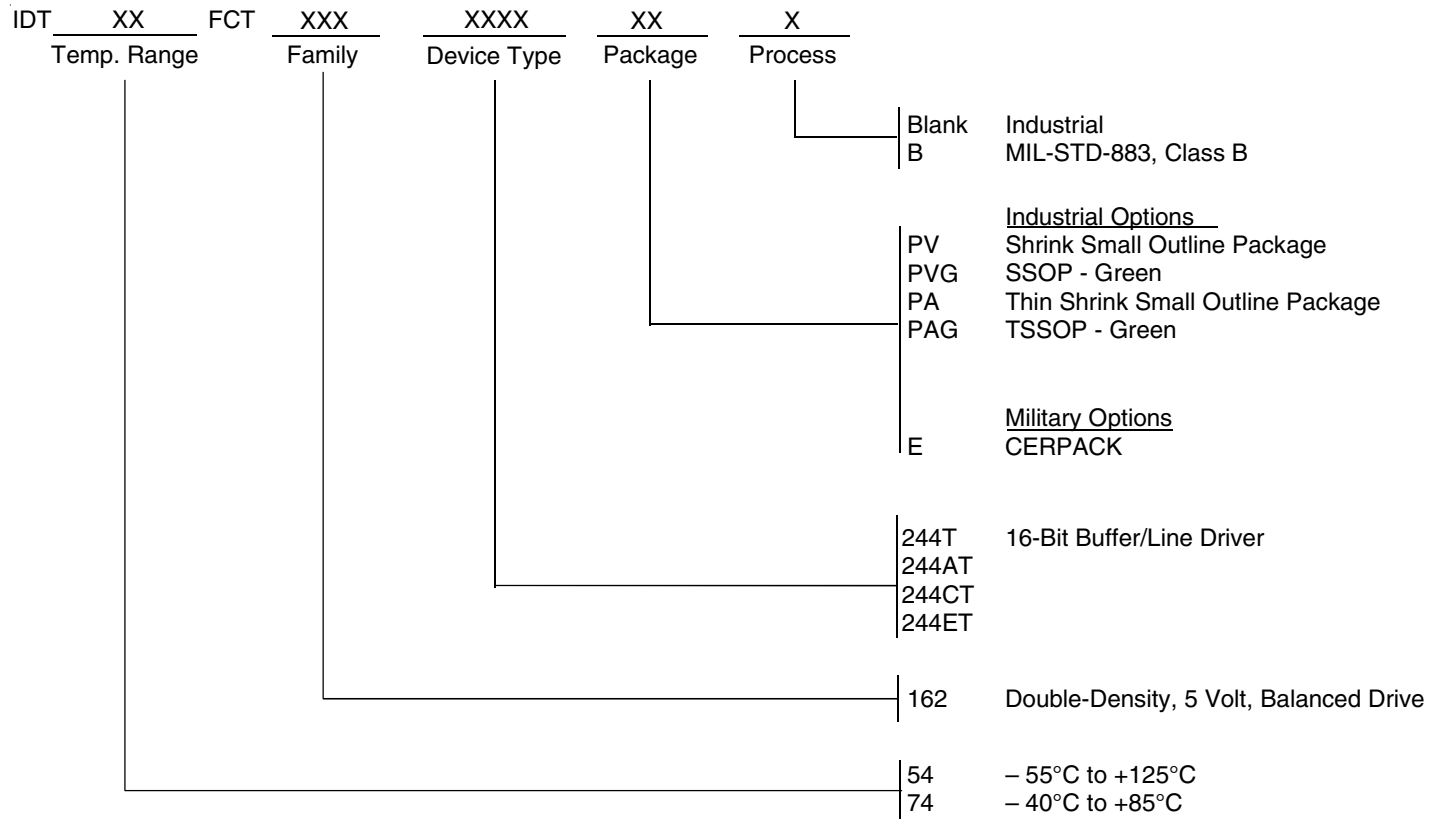 IDT XX FCT XXX XXXX XX X
Temp. Range Family Device Type Package Process
Blank Industrial
B MIL-STD-883, Class B
Industrial Options
PV Shrink Small Outline Package
PVG SSOP - Green
PA Thin Shrink Small Outline Package
PAG TSSOP - Green
Military Options
E CERPACK
244T 16-Bit Buffer/Line Driver
244AT
244CT
244ET
162 Double-Density, 5 Volt, Balanced Drive
54 – 55°C to +125°C
74 – 40°C to +85°C